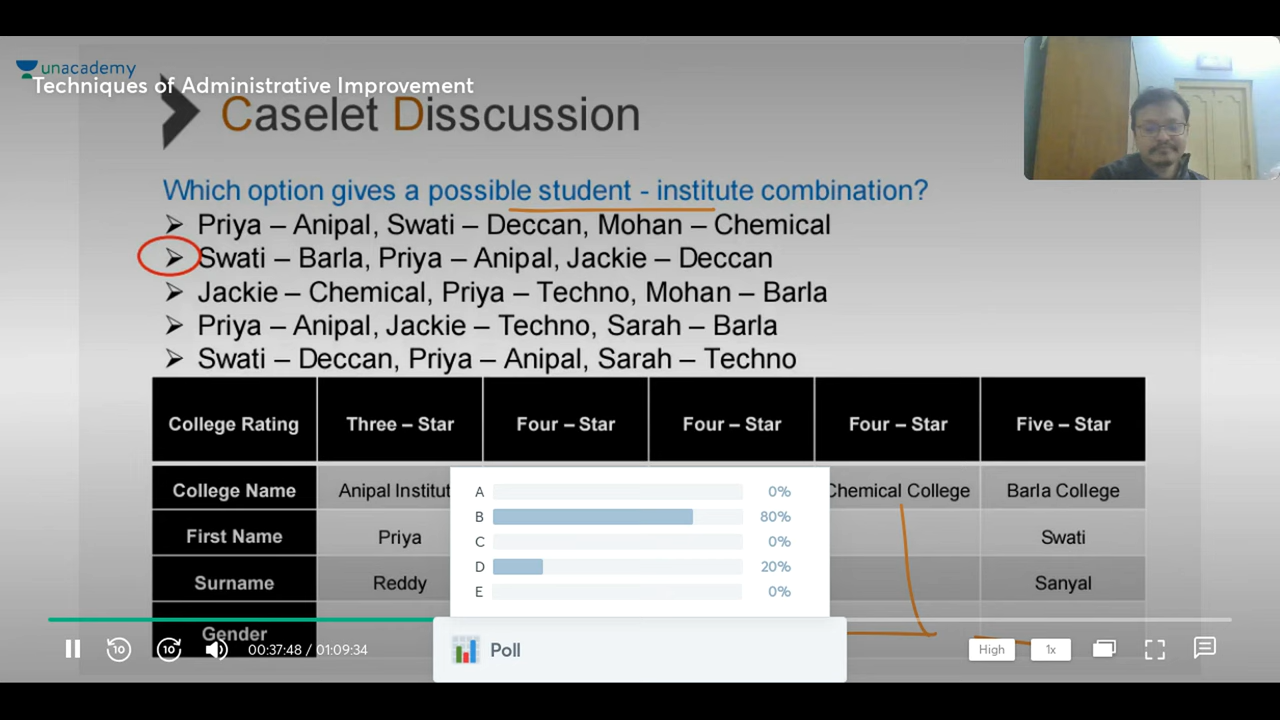 unacademy
Techniques of Administrative Improvement
Caselet Disscussion
Which option gives a possible student - institute combination?
➢ Priya – Anipal, Swati – Deccan, Mohan – Chemical
➢ Swati – Barla, Priya – Anipal, Jackie – Deccan
➢ Jackie – Chemical, Priya – Techno, Mohan – Barla
➢ Priya – Anipal, Jackie – Techno, Sarah – Barla
➢ Swati – Deccan, Priya – Anipal, Sarah – Techno
College Rating Three – Star Four – Star Four – Star Four – Star Five – Star
College Name Anipal Institut Chemical College Barla College
First Name Priya Swati
Surname Reddy Sanyal
Gender
A 0%
B 80%
C 0%
D 20%
E 0%
Poll
10 10 00:37:48 / 01:09:34 High 1x